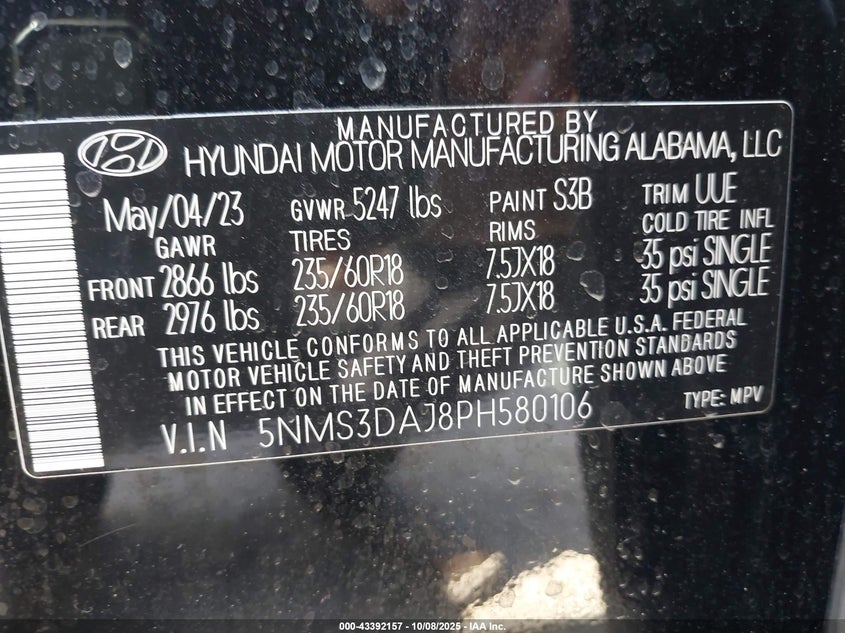 MANUFACTURED BY
HYUNDAI MOTOR MANUFACTURING ALABAMA, LLC
May/04/23 GVWR 5247 lbs PAINT S3B TRIM UUE
GAWR TIRES RIMS COLD TIRE INFL
FRONT 2866 lbs 235/60R18 7.5JX18 35 psi SINGLE
REAR 2976 lbs 235/60R18 7.5JX18 35 psi SINGLE
THIS VEHICLE CONFORMS TO ALL APPLICABLE U.S.A. FEDERAL
MOTOR VEHICLE SAFETY AND THEFT PREVENTION STANDARDS
IN EFFECT ON THE DATE OF MANUFACTURE SHOWN ABOVE
V.I.N 5NMS3DAJ8PH580106 TYPE: MPV
000-43392157 - 10/08/2025 - IAA Inc.